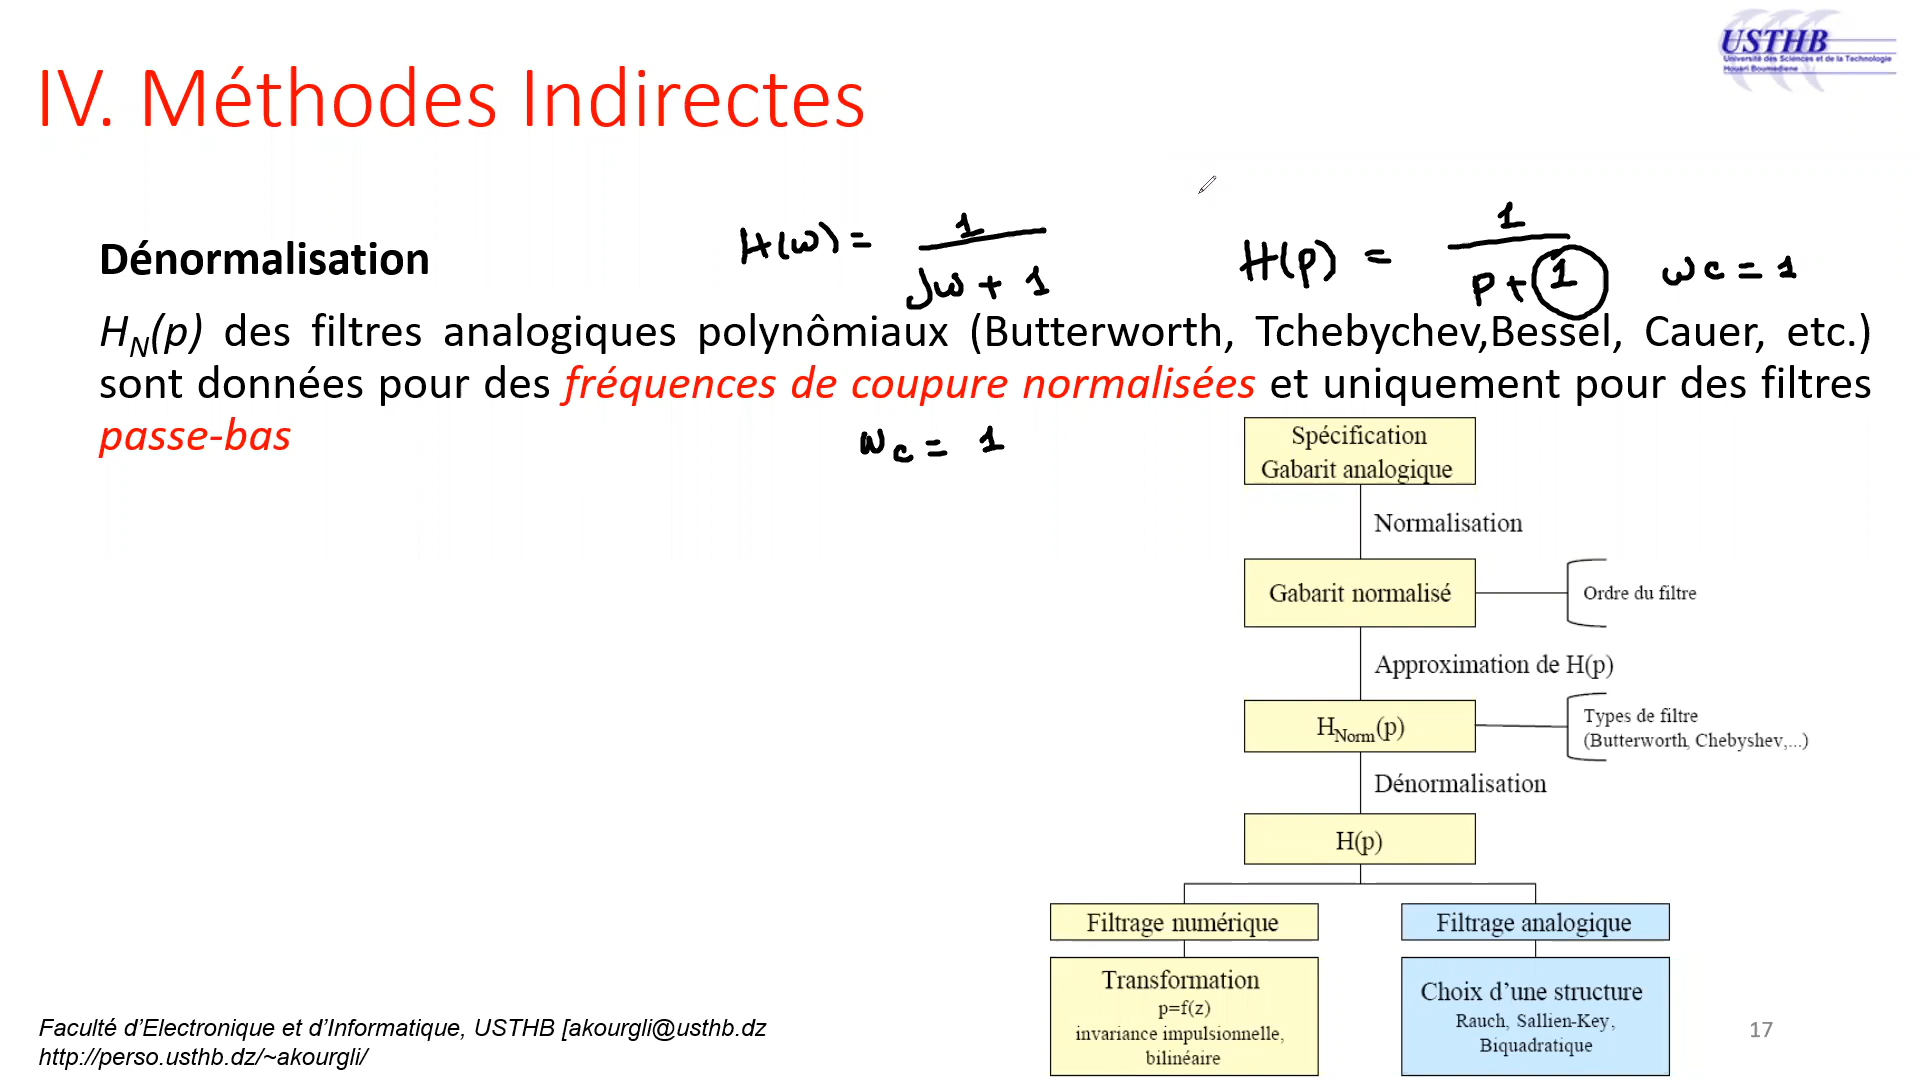 USTHB
Université des Sciences et de la Technologie
Houari Boumediene
IV. Méthodes Indirectes
H(ω) = 1 / Jω + 1
H(p) = 1 / p + 1
ωc = 1
Dénormalisation
HN(p) des filtres analogiques polynômiaux (Butterworth, Tchebychev,Bessel, Cauer, etc.)
sont données pour des fréquences de coupure normalisées et uniquement pour des filtres
passe-bas
ωc = 1
Spécification
Gabarit analogique
Normalisation
Gabarit normalisé
Ordre du filtre
Approximation de H(p)
HNorm(p)
Types de filtre
(Butterworth, Chebyshev,...)
Dénormalisation
H(p)
Filtrage numérique
Filtrage analogique
Transformation
p=f(z)
invariance impulsionnelle,
bilinéaire
Choix d’une structure
Rauch, Sallien-Key,
Biquadratique
Faculté d’Electronique et d’Informatique, USTHB [akourgli@usthb.dz
http://perso.usthb.dz/~akourgli/
17